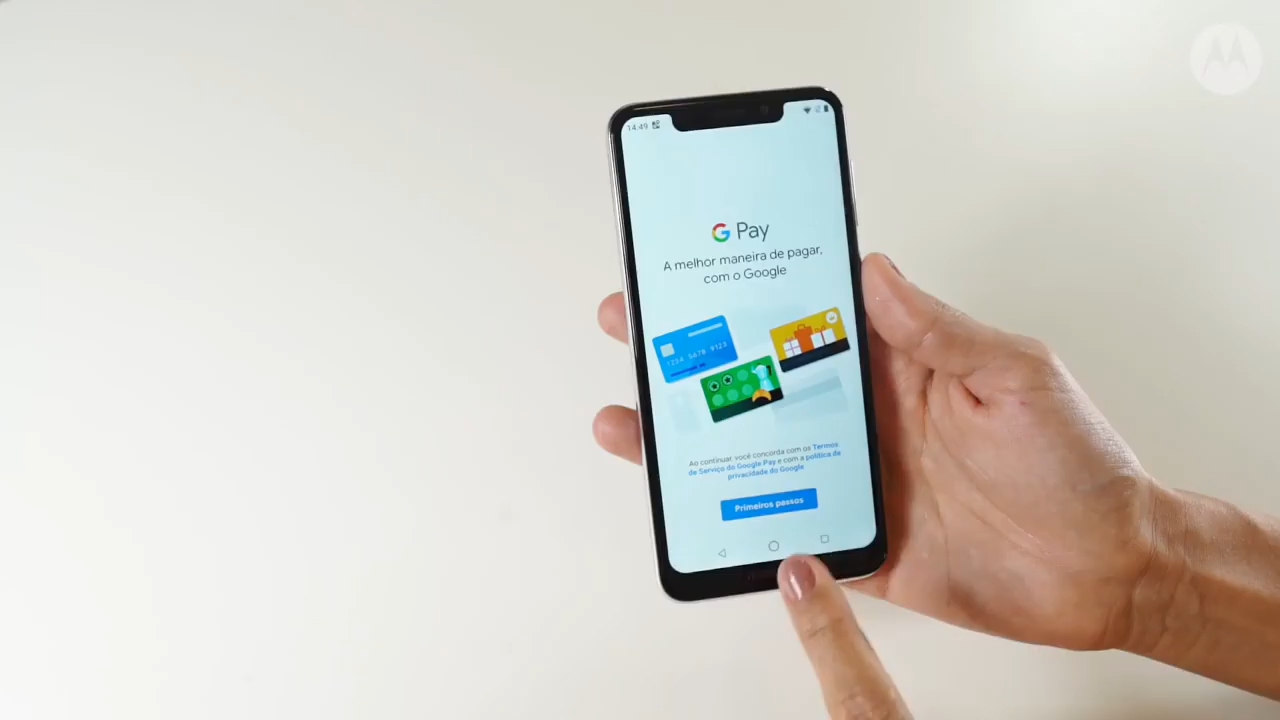 14:49
G Pay
A melhor maneira de pagar,
com o Google
1234 5678 9123
Ao continuar, você concorda com os Termos
de Serviço do Google Pay e com a política de
privacidade do Google
Primeiros passos